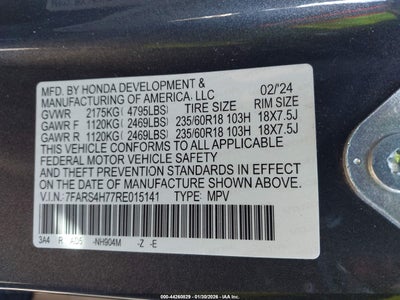 MFD. BY HONDA DEVELOPMENT & 02/'24
MANUFACTURING OF AMERICA, LLC
GVWR 2175KG (4795LBS) TIRE SIZE RIM SIZE
GAWR F 1120KG (2469LBS) 235/60R18 103H 18X7.5J
GAWR R 1120KG (2469LBS) 235/60R18 103H 18X7.5J
THIS VEHICLE CONFORMS TO ALL APPLICABLE
FEDERAL MOTOR VEHICLE SAFETY
AND THEFT PREVENTION STANDARDS IN EFFECT ON
THE DATE OF MANUFACTURE SHOWN ABOVE.
V.I.N.:7FARS4H77RE015141 TYPE: MPV
3A4 -NH904M -Z -E
000-44260829 - 01/30/2026 - IAA Inc.